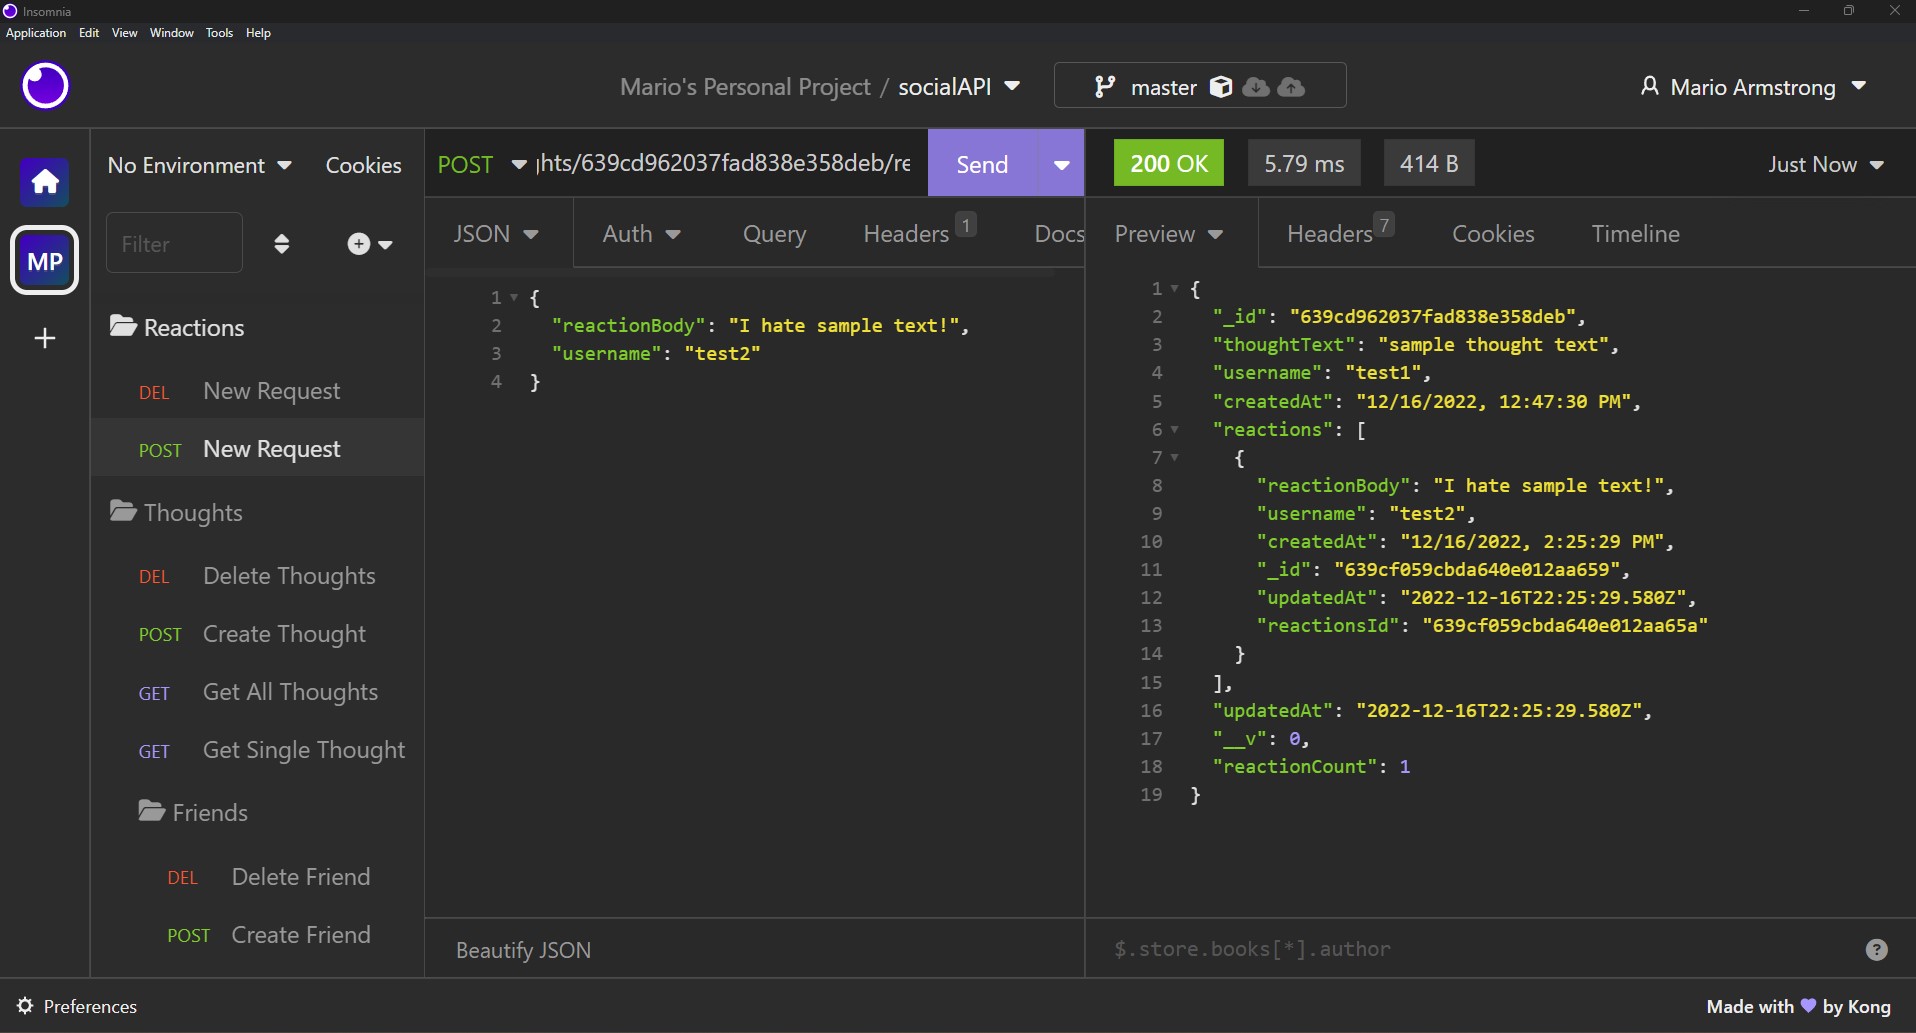 Insomnia
Application Edit View Window Tools Help
Mario's Personal Project / socialAPI master Mario Armstrong
MP
No Environment Cookies
Filter
Reactions
DEL New Request
POST New Request
Thoughts
DEL Delete Thoughts
POST Create Thought
GET Get All Thoughts
GET Get Single Thought
Friends
DEL Delete Friend
POST Create Friend
POST hts/639cd962037fad838e358deb/re Send
JSON Auth Query Headers 1 Docs
1 {
2 "reactionBody": "I hate sample text!",
3 "username": "test2"
4 }
Beautify JSON
200 OK 5.79 ms 414 B Just Now
Preview Headers 7 Cookies Timeline
1 {
2 "_id": "639cd962037fad838e358deb",
3 "thoughtText": "sample thought text",
4 "username": "test1",
5 "createdAt": "12/16/2022, 12:47:30 PM",
6 "reactions": [
7 {
8 "reactionBody": "I hate sample text!",
9 "username": "test2",
10 "createdAt": "12/16/2022, 2:25:29 PM",
11 "_id": "639cf059cbda640e012aa659",
12 "updatedAt": "2022-12-16T22:25:29.580Z",
13 "reactionsId": "639cf059cbda640e012aa65a"
14 }
15 ],
16 "updatedAt": "2022-12-16T22:25:29.580Z",
17 "__v": 0,
18 "reactionCount": 1
19 }
$.store.books[*].author ?
Preferences
Made with by Kong